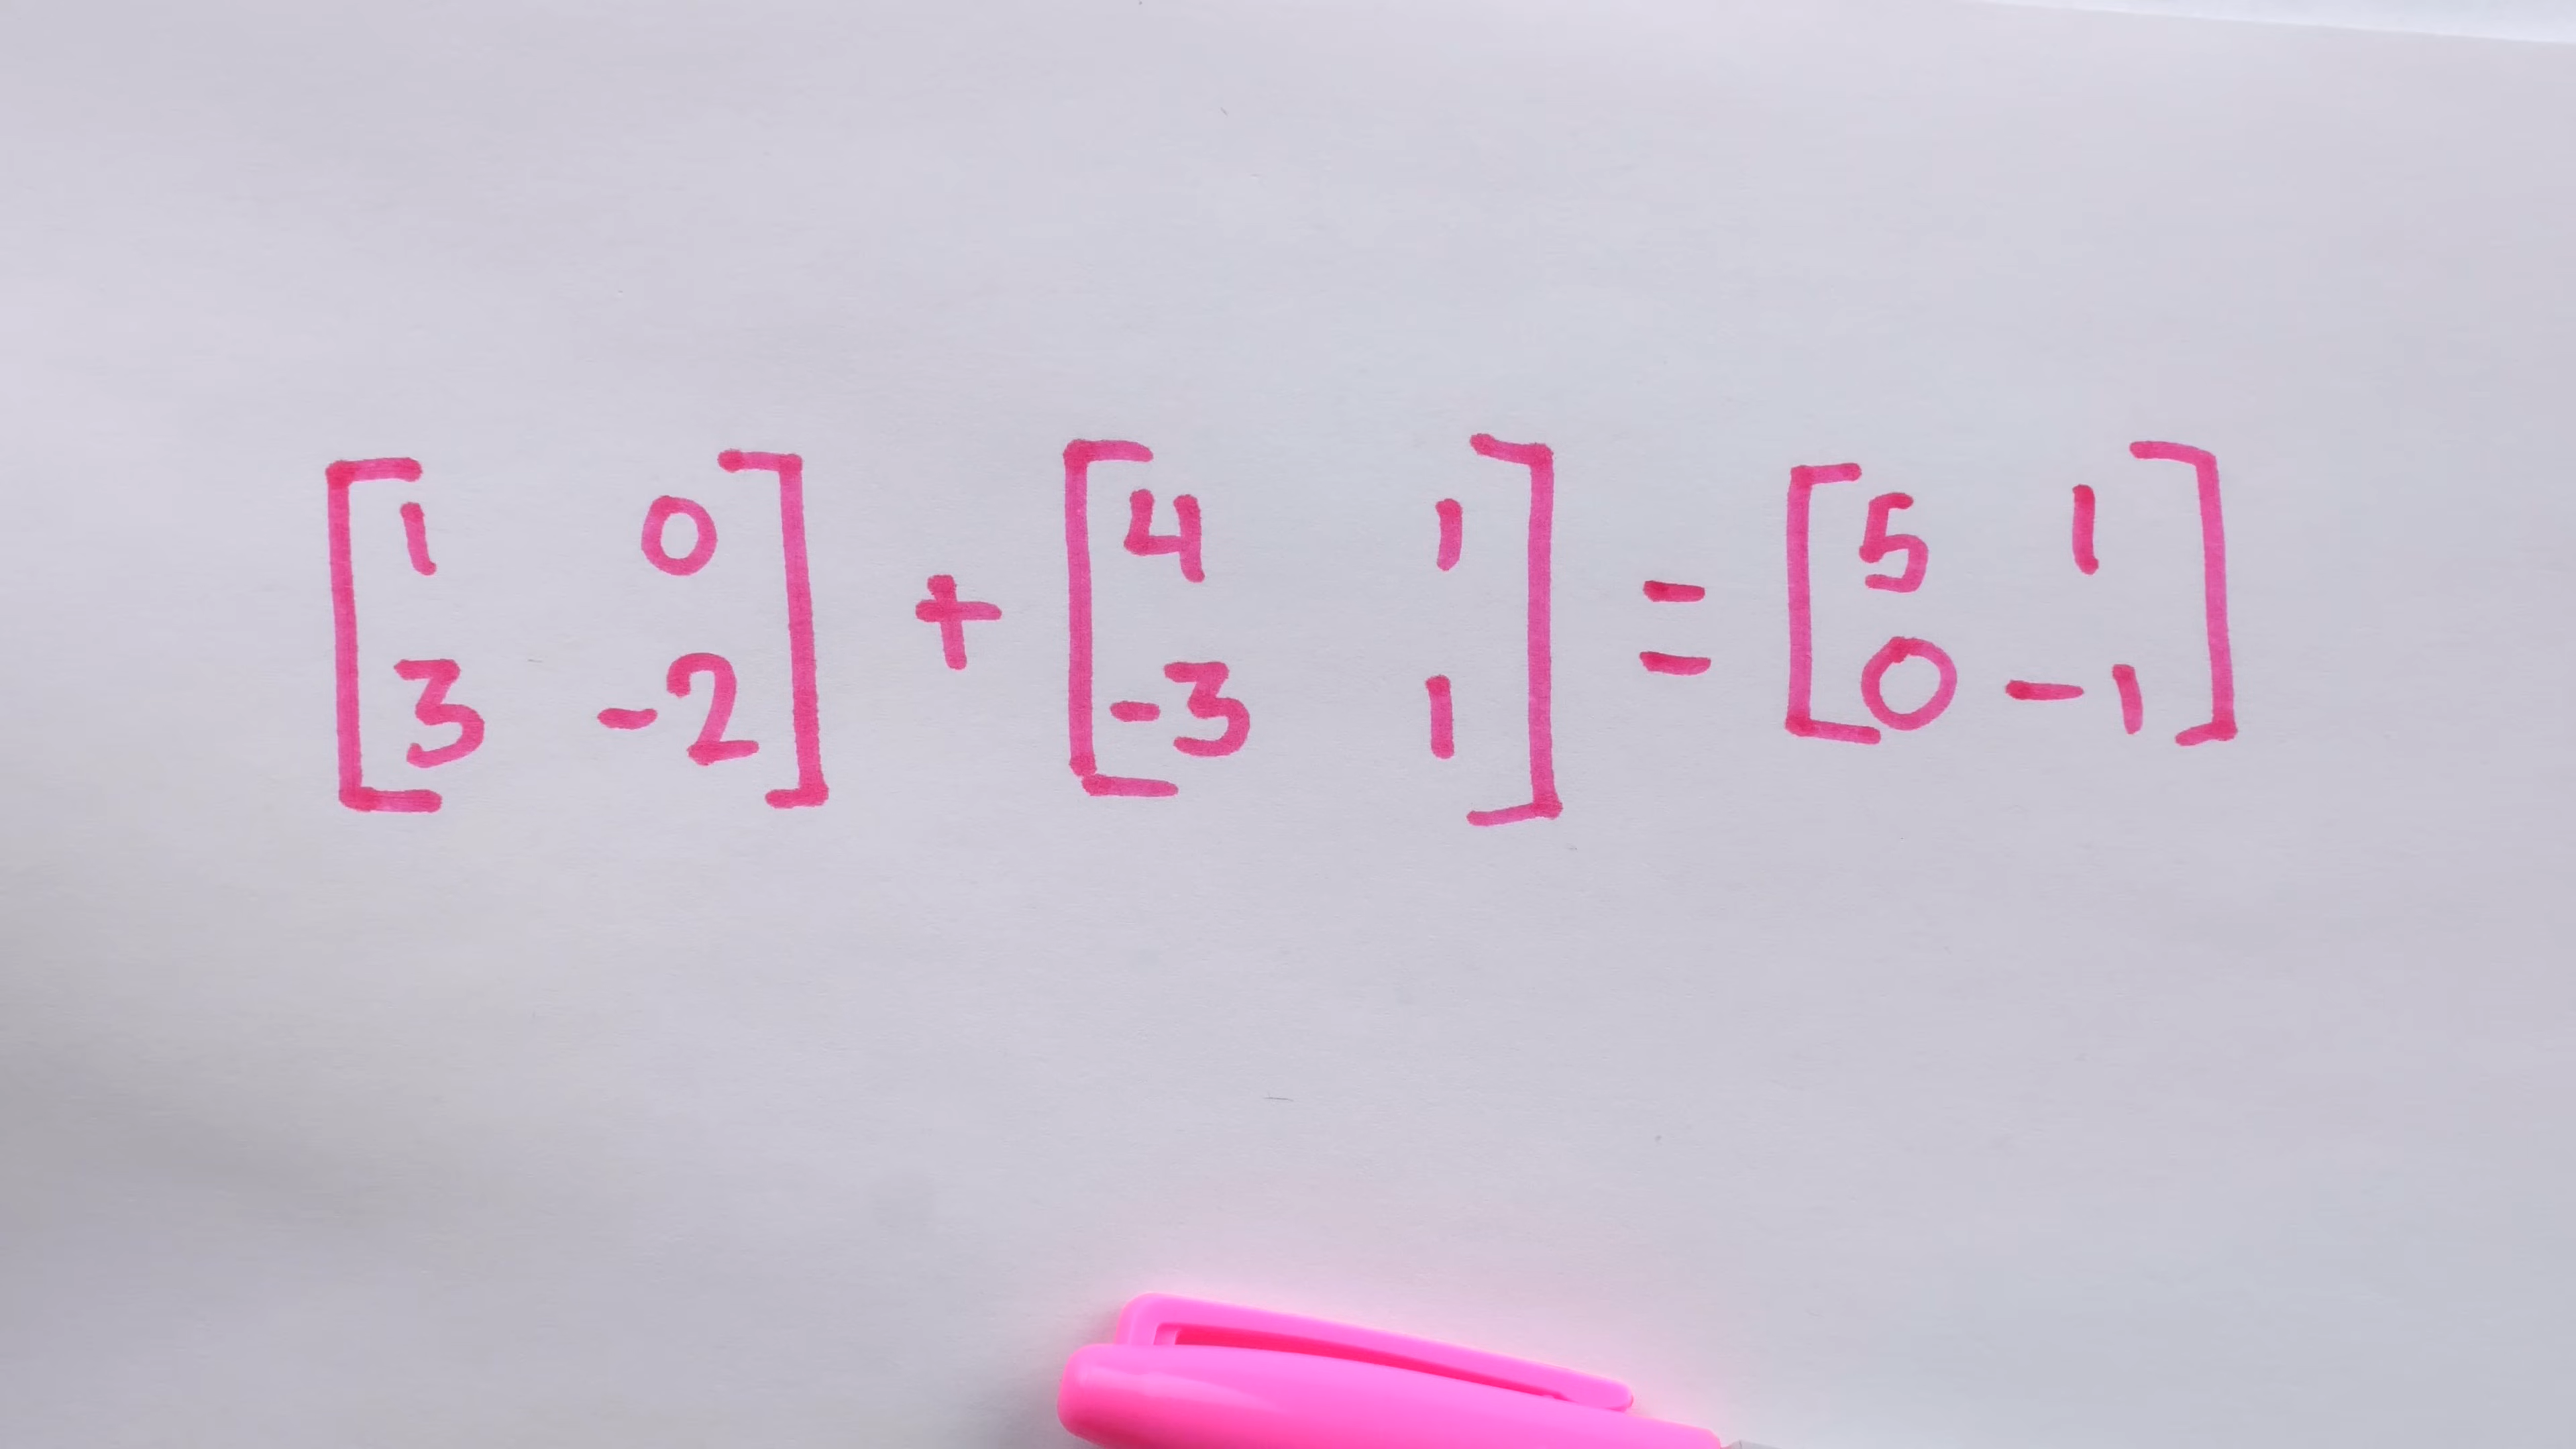 [1 0] + [4 1] = [5 1]
[3 -2] [-3 1] [0 -1]